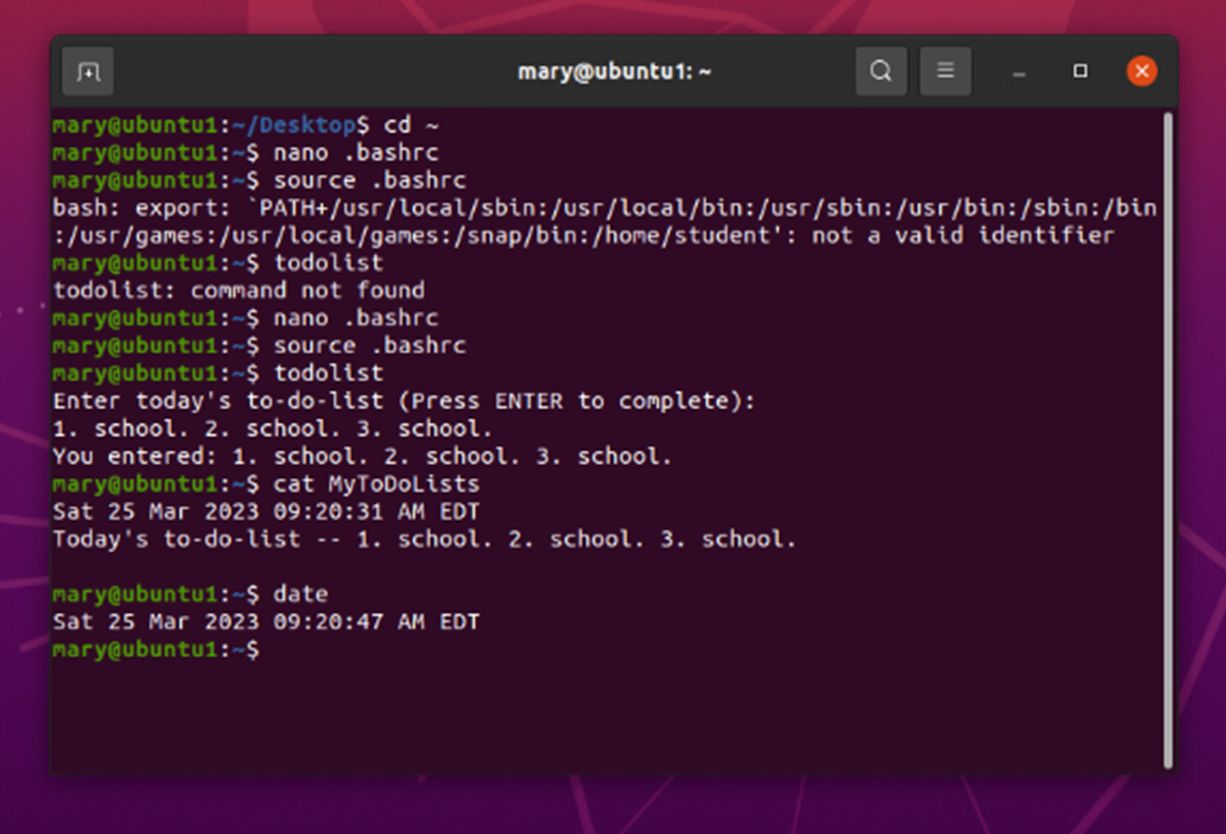 mary@ubuntu1: ~
mary@ubuntu1:~/Desktop$ cd ~
mary@ubuntu1:~$ nano .bashrc
mary@ubuntu1:~$ source .bashrc
bash: export: `PATH+/usr/local/sbin:/usr/local/bin:/usr/sbin:/usr/bin:/sbin:/bin
:/usr/games:/usr/local/games:/snap/bin:/home/student': not a valid identifier
mary@ubuntu1:~$ todolist
todolist: command not found
mary@ubuntu1:~$ nano .bashrc
mary@ubuntu1:~$ source .bashrc
mary@ubuntu1:~$ todolist
Enter today's to-do-list (Press ENTER to complete):
1. school. 2. school. 3. school.
You entered: 1. school. 2. school. 3. school.
mary@ubuntu1:~$ cat MyToDoLists
Sat 25 Mar 2023 09:20:31 AM EDT
Today's to-do-list -- 1. school. 2. school. 3. school.
mary@ubuntu1:~$ date
Sat 25 Mar 2023 09:20:47 AM EDT
mary@ubuntu1:~$